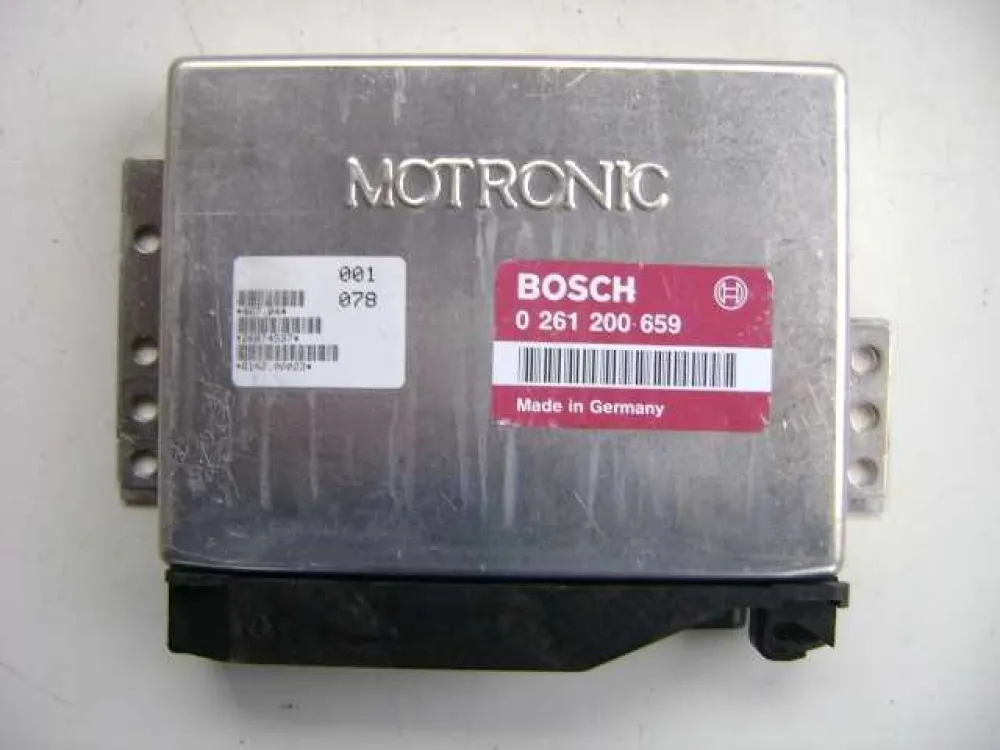 MOTRONIC
001
078
BOSCH
0 261 200 659
Made in Germany